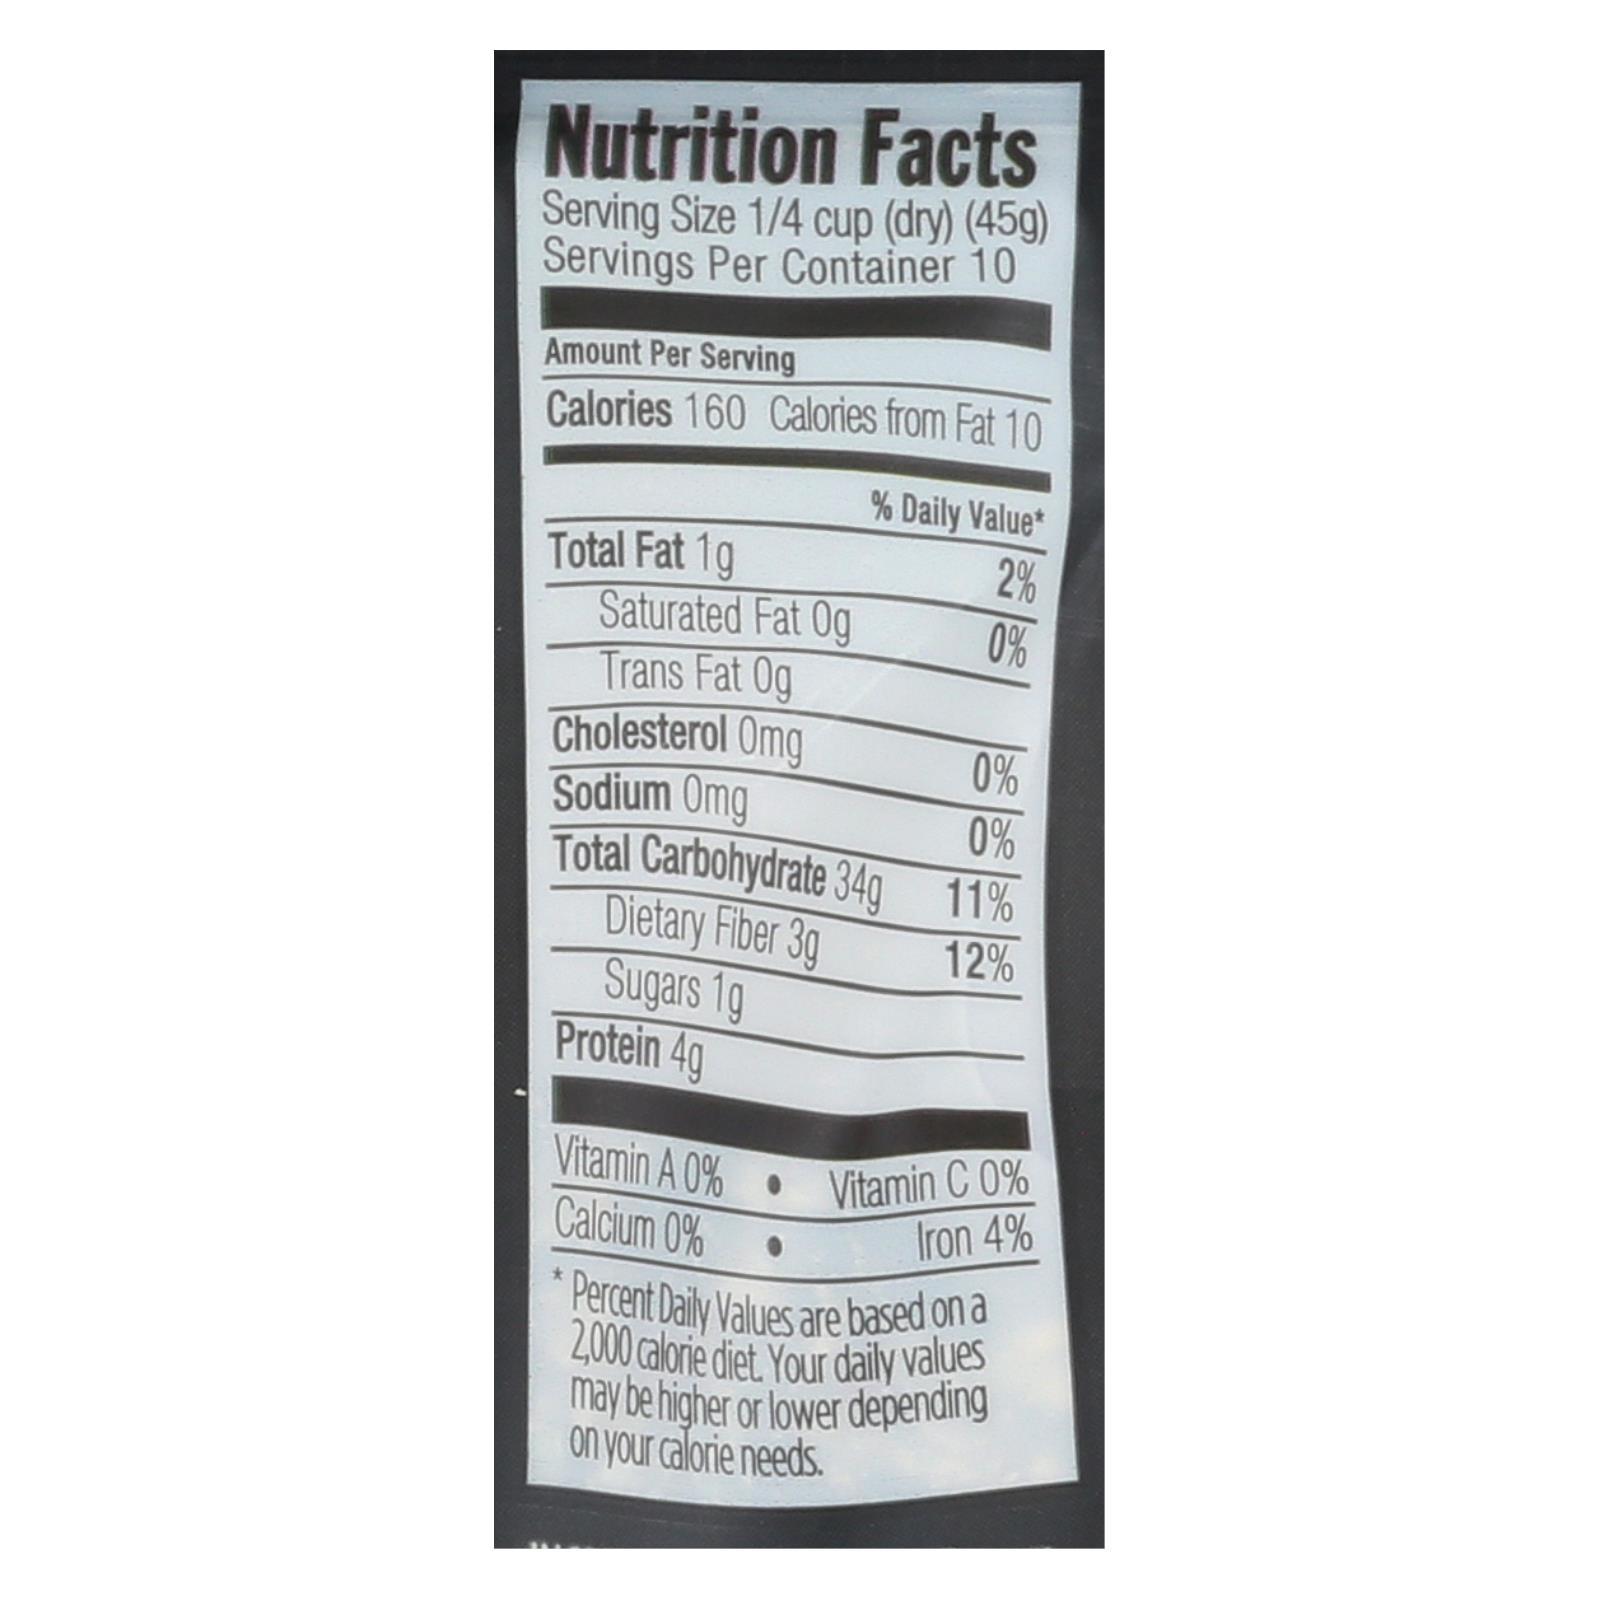 Nutrition Facts
Serving Size 1/4 cup (dry) (45g)
Servings Per Container 10
Amount Per Serving
Calories 160 Calories from Fat 10
% Daily Value*
Total Fat 1g 2%
Saturated Fat 0g 0%
Trans Fat 0g
Cholesterol 0mg 0%
Sodium 0mg 0%
Total Carbohydrate 34g 11%
Dietary Fiber 3g 12%
Sugars 1g
Protein 4g
Vitamin A 0% • Vitamin C 0%
Calcium 0% • Iron 4%
* Percent Daily Values are based on a
2,000 calorie diet. Your daily values
may be higher or lower depending
on your calorie needs.